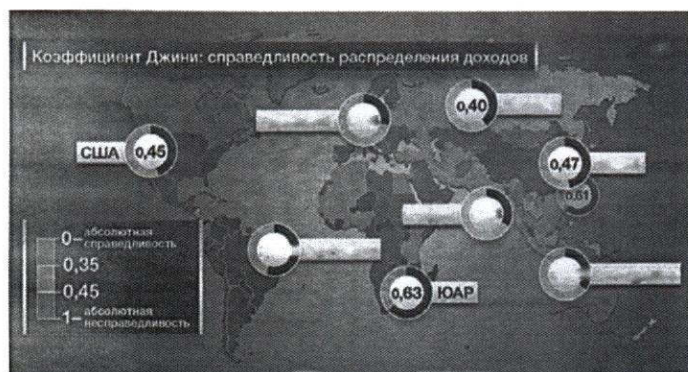 Коэффициент Джини: справедливость распределения доходов
0,40
США 0,45
0,47
0,61
0– абсолютная
справедливость
0,35
0,45
1– абсолютная
несправедливость
0,63 ЮАР